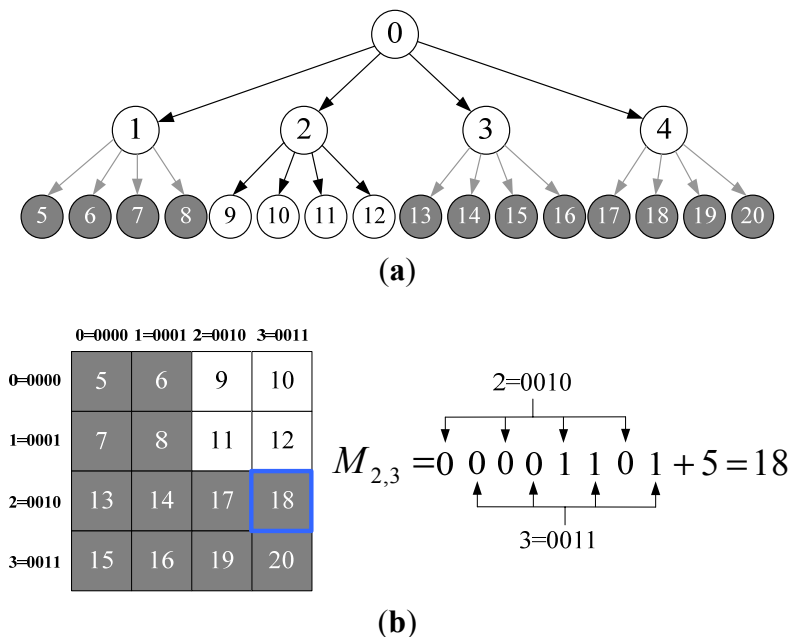 0
1 2 3 4
5 6 7 8 9 10 11 12 13 14 15 16 17 18 19 20
(a)
0=0000 1=0001 2=0010 3=0011
0=0000 5 6 9 10
1=0001 7 8 11 12
2=0010 13 14 17 18
3=0011 15 16 19 20
2=0010
M2,3 =0 0 0 0 1 1 0 1 + 5 = 18
3=0011
(b)